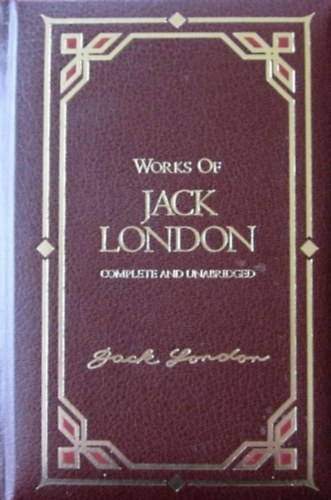 WORKS OF
JACK
LONDON
COMPLETE AND UNABRIDGED
Jack London